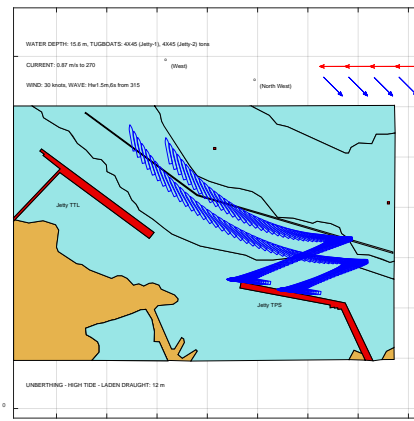 WATER DEPTH: 15.6 m, TUGBOATS: 4X45 (Jetty-1), 4X45 (Jetty-2) tons
(West)
CURRENT: 0.87 m/s to 270
(North West)
WIND: 30 knots, WAVE: Hw1.5m,6s from 315
Jetty TTL
Jetty TPS
UNBERTHING - HIGH TIDE - LADEN DRAUGHT: 12 m
0